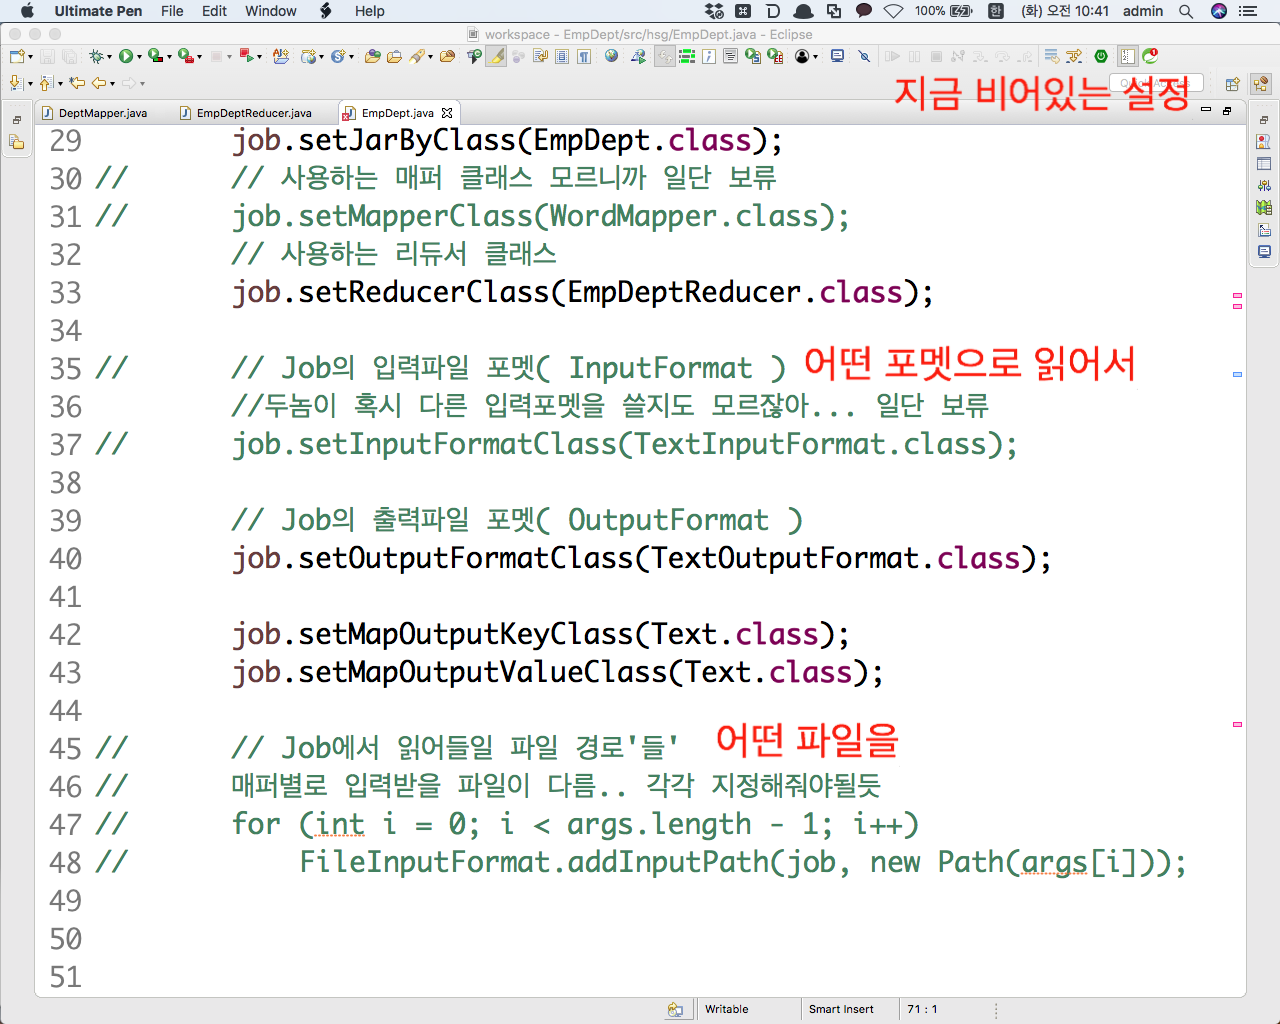 Ultimate Pen File Edit Window Help 100% 한 (화) 오전 10:41 admin
workspace - EmpDept/src/hsg/EmpDept.java - Eclipse
지금 비어있는 설정
DeptMapper.java EmpDeptReducer.java EmpDept.java
29 job.setJarByClass(EmpDept.class);
30 // // 사용하는 매퍼 클래스 모르니까 일단 보류
31 // job.setMapperClass(WordMapper.class);
32 // 사용하는 리듀서 클래스
33 job.setReducerClass(EmpDeptReducer.class);
34
35 // // Job의 입력파일 포멧( InputFormat ) 어떤 포멧으로 읽어서
36 //두놈이 혹시 다른 입력포멧을 쓸지도 모르잖아... 일단 보류
37 // job.setInputFormatClass(TextInputFormat.class);
38
39 // Job의 출력파일 포멧( OutputFormat )
40 job.setOutputFormatClass(TextOutputFormat.class);
41
42 job.setMapOutputKeyClass(Text.class);
43 job.setMapOutputValueClass(Text.class);
44
45 // // Job에서 읽어들일 파일 경로'들' 어떤 파일을
46 // 매퍼별로 입력받을 파일이 다름.. 각각 지정해줘야될듯
47 // for (int i = 0; i < args.length - 1; i++)
48 // FileInputFormat.addInputPath(job, new Path(args[i]));
49
50
51
Writable Smart Insert 71 : 1